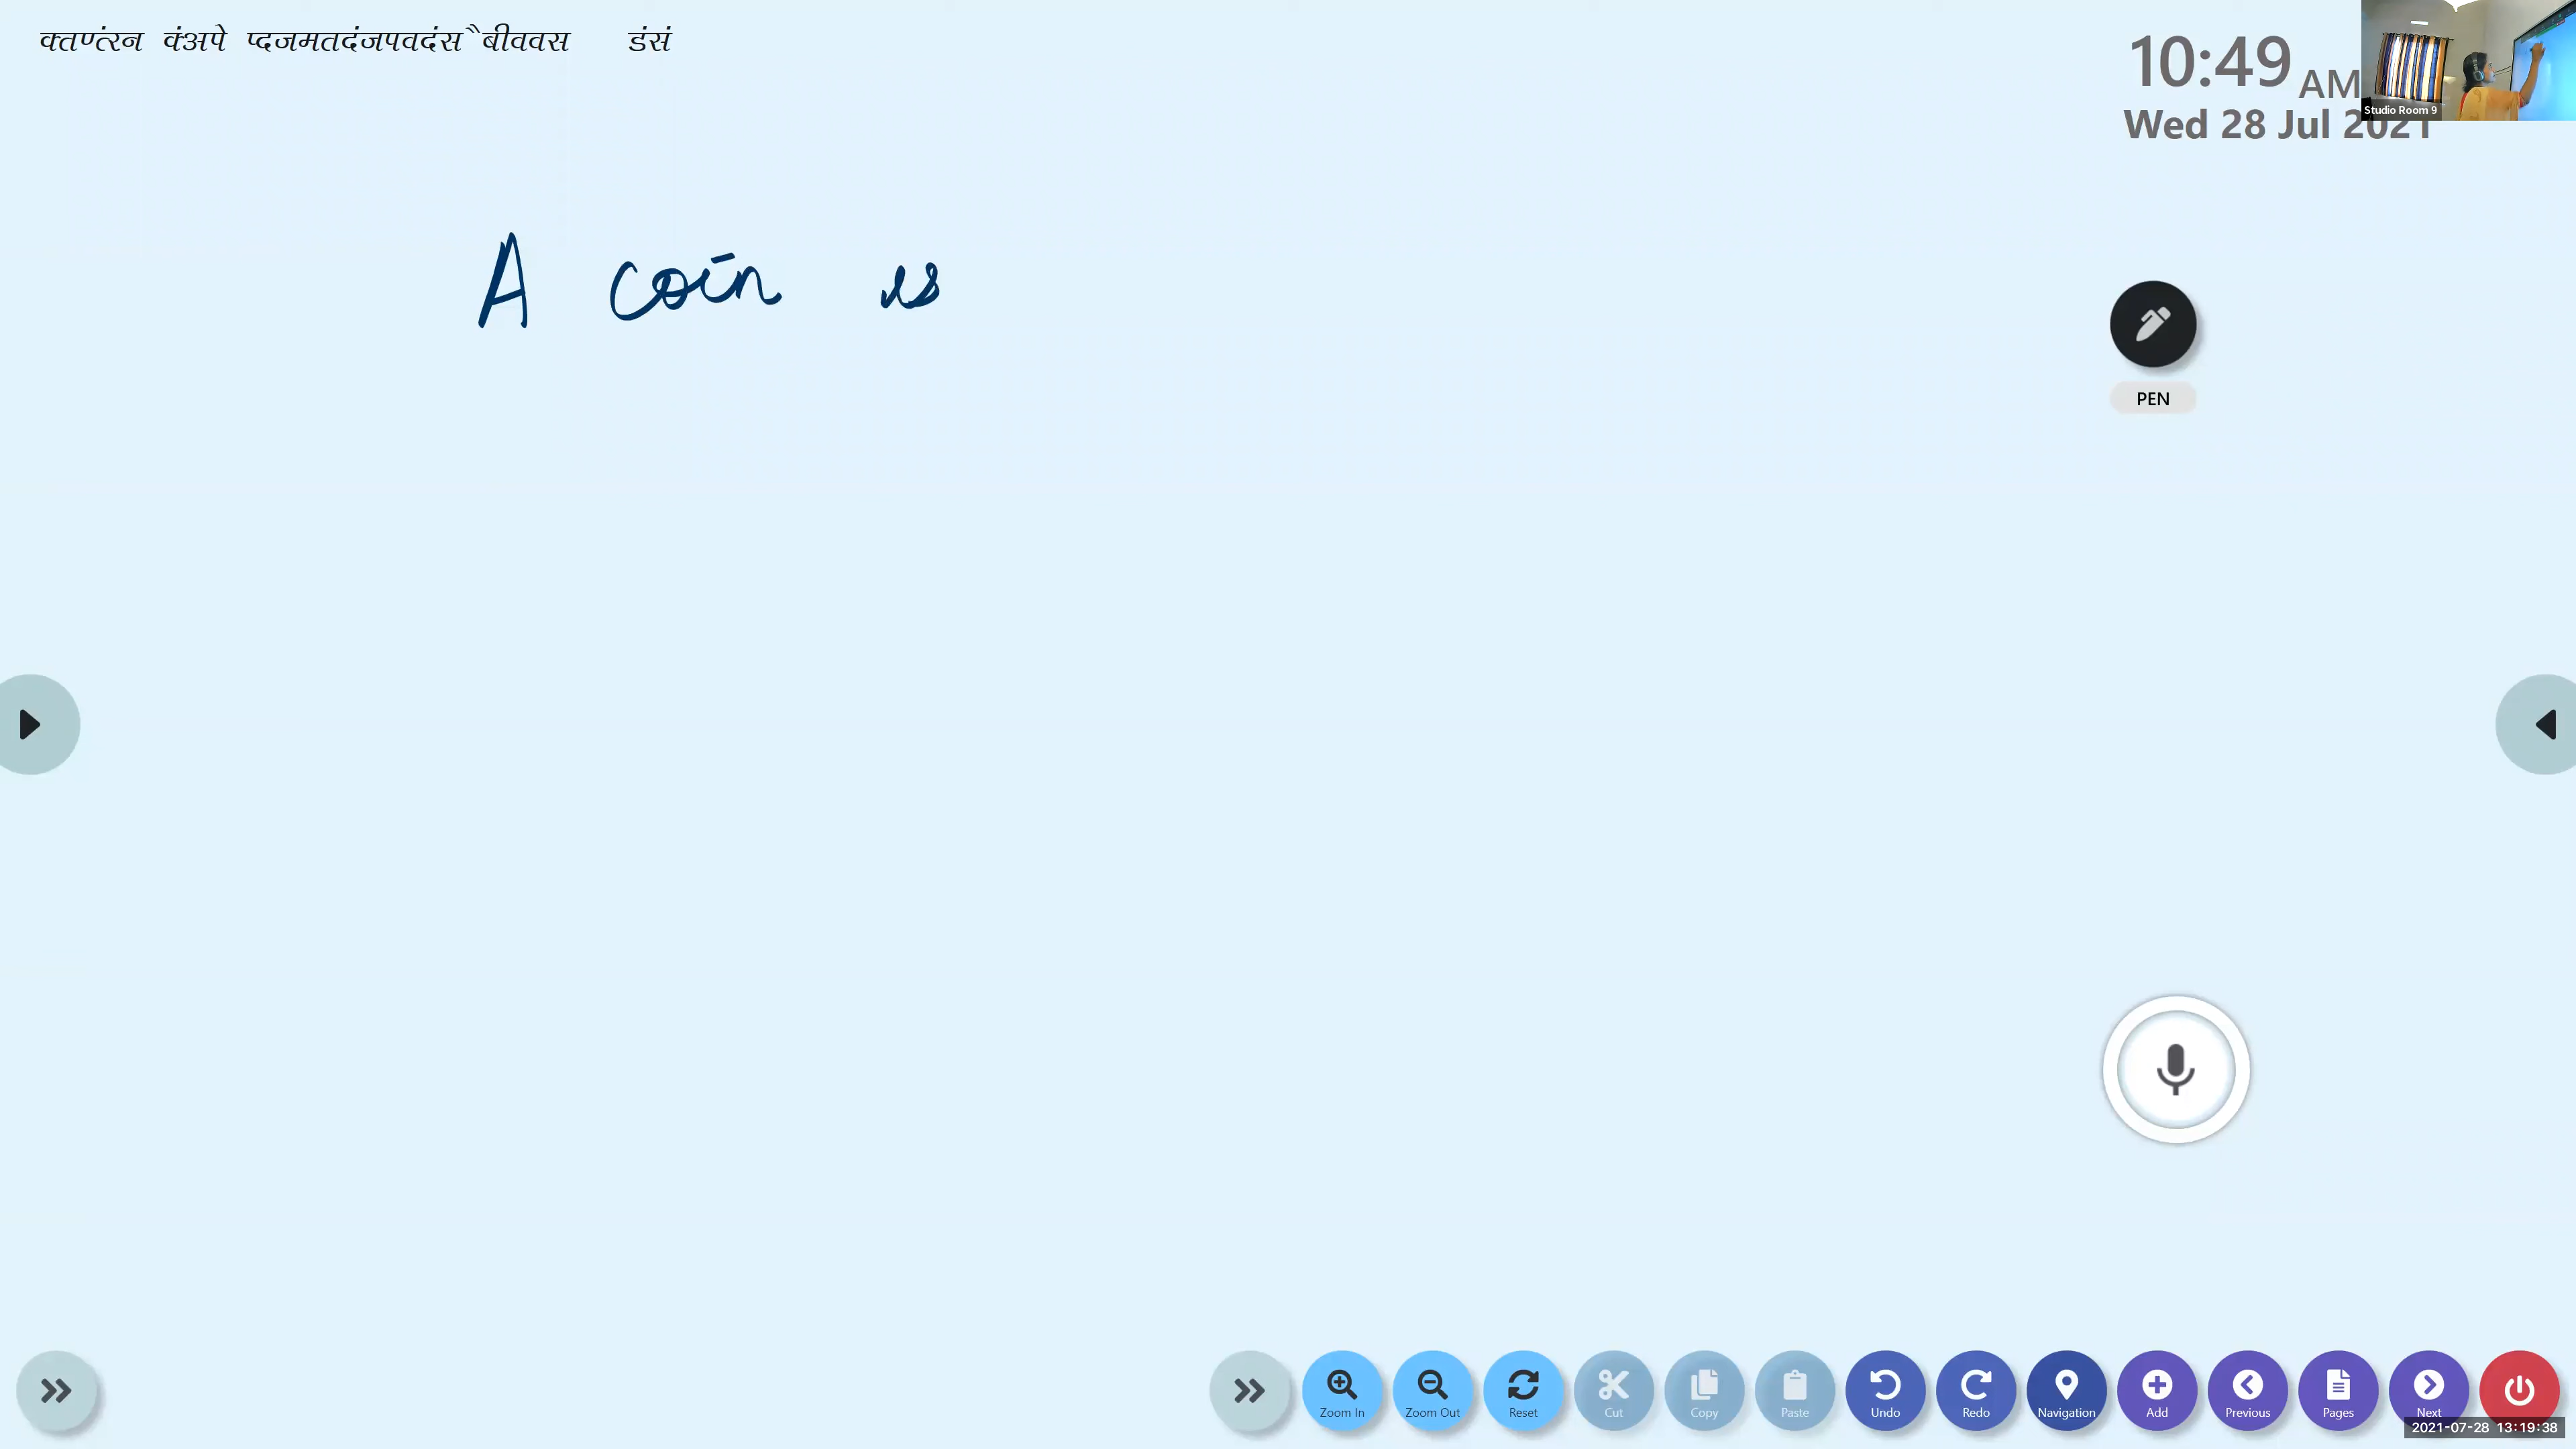 क्तण्त्ंरन क्ंअपे प्दजमतदंजपवदंस ैबीववस डंसं
10:49 AM
Wed 28 Jul 2021
Studio Room 9
A coin is
PEN
Zoom In Zoom Out Reset Cut Copy Paste Undo Redo Navigation Add Previous Pages Next
2021-07-28 13:19:38